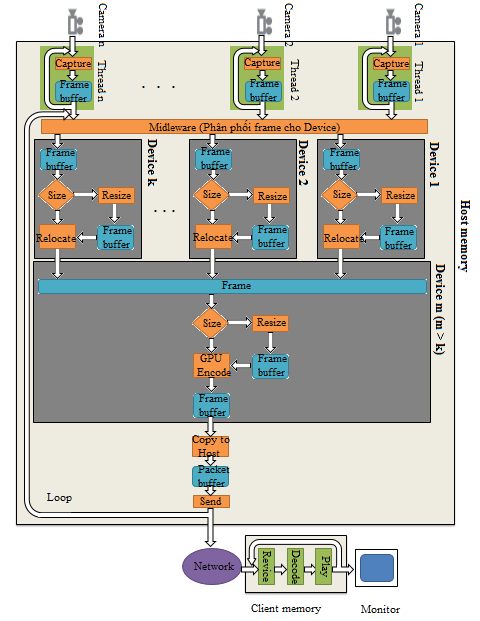 Camera n
Camera 2
Camera 1
Capture
Frame
buffer
Thread n
. . .
Capture
Frame
buffer
Thread 2
Capture
Frame
buffer
Thread 1
Midleware (Phân phối frame cho Device)
Frame
buffer
Size
Resize
Relocate
Frame
buffer
Device k
. . .
Frame
buffer
Size
Resize
Relocate
Frame
buffer
Device 2
Frame
buffer
Size
Resize
Relocate
Frame
buffer
Device 1
Host memory
Frame
Size
Resize
GPU
Encode
Frame
buffer
Frame
buffer
Device m (m > k)
Copy to
Host
Packet
buffer
Send
Loop
Network
Revice
Decode
Play
Client memory
Monitor